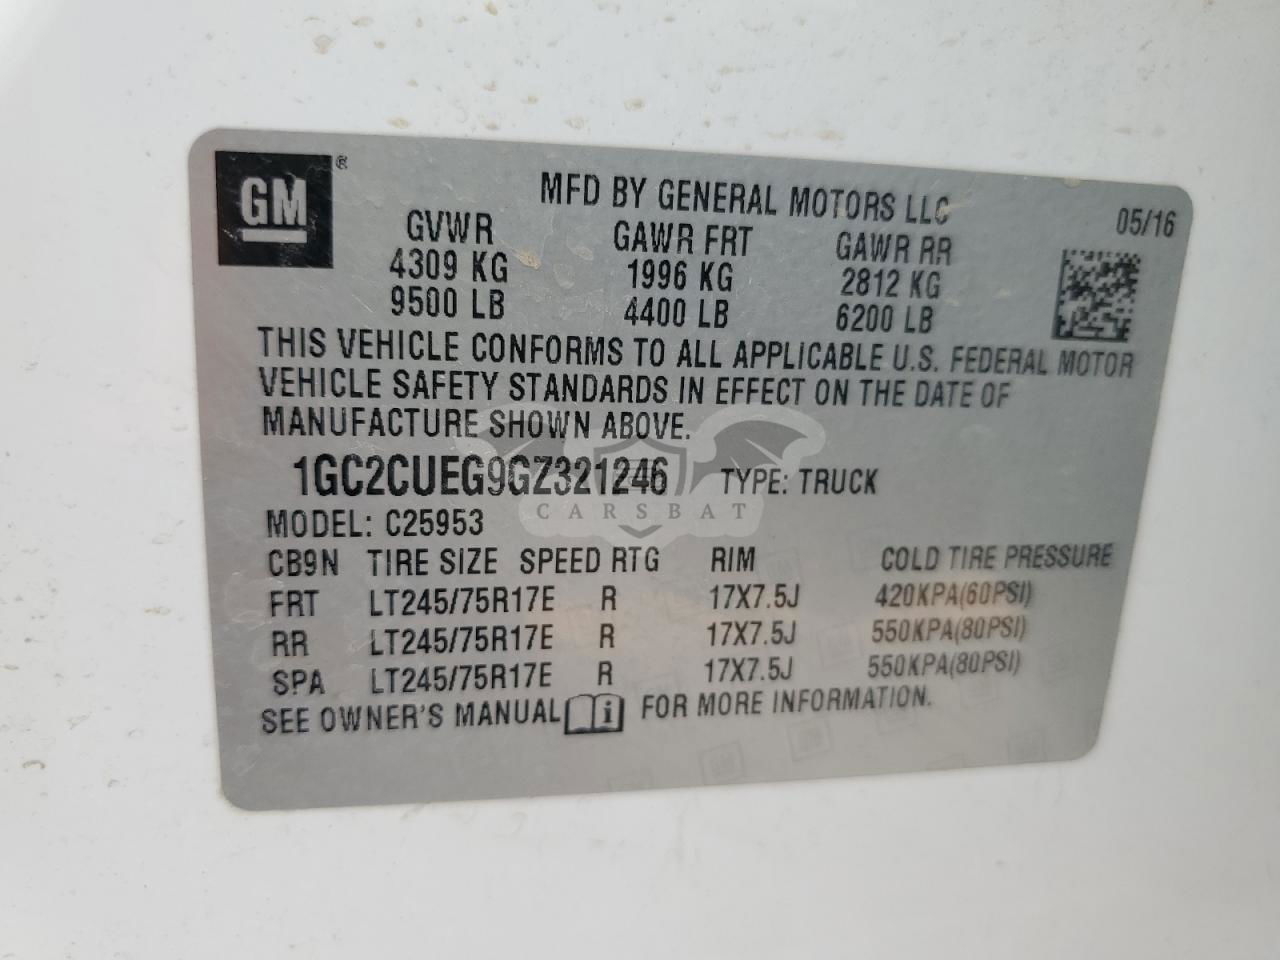 GM ®
MFD BY GENERAL MOTORS LLC
05/16
GVWR GAWR FRT GAWR RR
4309 KG 1996 KG 2812 KG
9500 LB 4400 LB 6200 LB
THIS VEHICLE CONFORMS TO ALL APPLICABLE U.S. FEDERAL MOTOR
VEHICLE SAFETY STANDARDS IN EFFECT ON THE DATE OF
MANUFACTURE SHOWN ABOVE.
1GC2CUEG9GZ321246 TYPE: TRUCK
CARSBAT
MODEL: C25953
CB9N TIRE SIZE SPEED RTG RIM COLD TIRE PRESSURE
FRT LT245/75R17E R 17X7.5J 420KPA(60PSI)
RR LT245/75R17E R 17X7.5J 550KPA(80PSI)
SPA LT245/75R17E R 17X7.5J 550KPA(80PSI)
SEE OWNER'S MANUAL i FOR MORE INFORMATION.